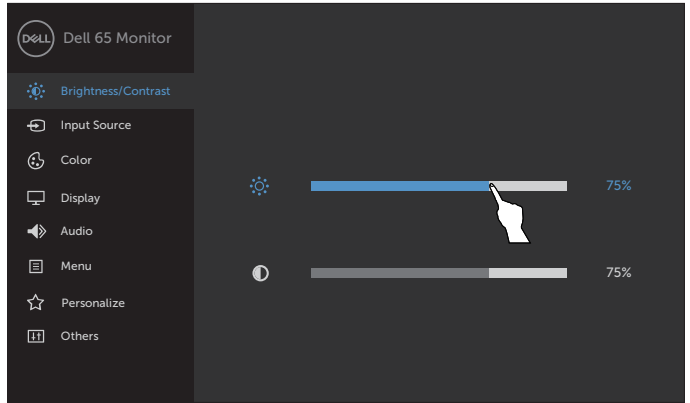 DELL
Dell 65 Monitor
Brightness/Contrast
Input Source
Color
Display
Audio
Menu
Personalize
Others
75%
75%